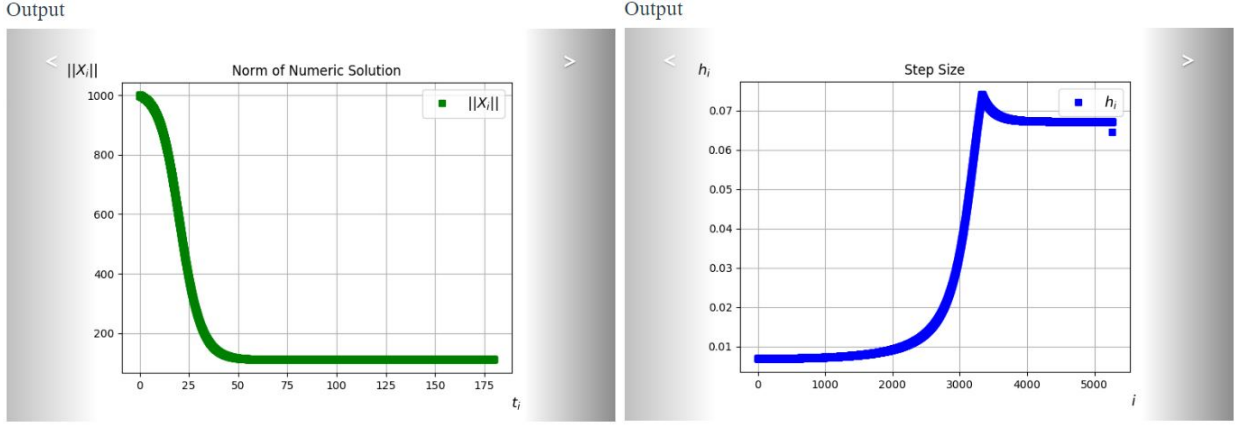 Output
< >
||X_i||
Norm of Numeric Solution
||X_i||
1000
800
600
400
200
0 25 50 75 100 125 150 175
t_i
Output
< >
h_i
Step Size
h_i
0.07
0.06
0.05
0.04
0.03
0.02
0.01
0 1000 2000 3000 4000 5000
i